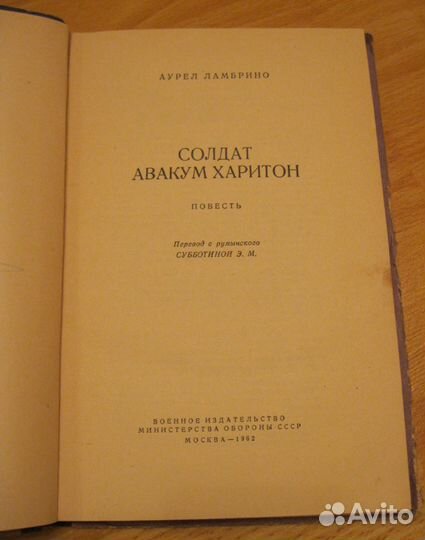 АУРЕЛ ЛАМБРИНО
СОЛДАТ
АВАКУМ ХАРИТОН
ПОВЕСТЬ
Перевод с румынского
СУББОТИНОЙ Э. М.
ВОЕННОЕ ИЗДАТЕЛЬСТВО
МИНИСТЕРСТВА ОБОРОНЫ СССР
МОСКВА — 1962
Avito